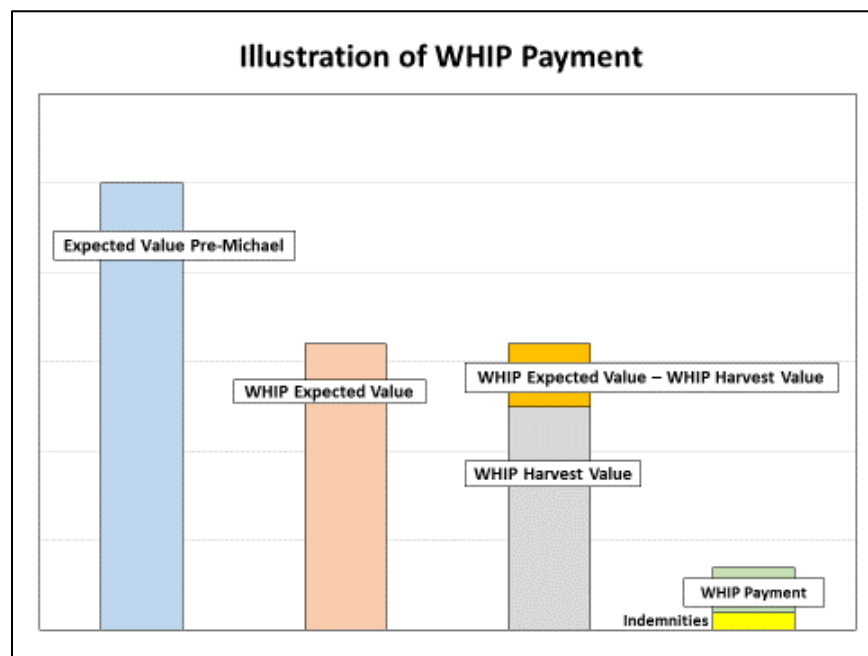 Illustration of WHIP Payment
Expected Value Pre-Michael
WHIP Expected Value
WHIP Expected Value – WHIP Harvest Value
WHIP Harvest Value
WHIP Payment
Indemnities